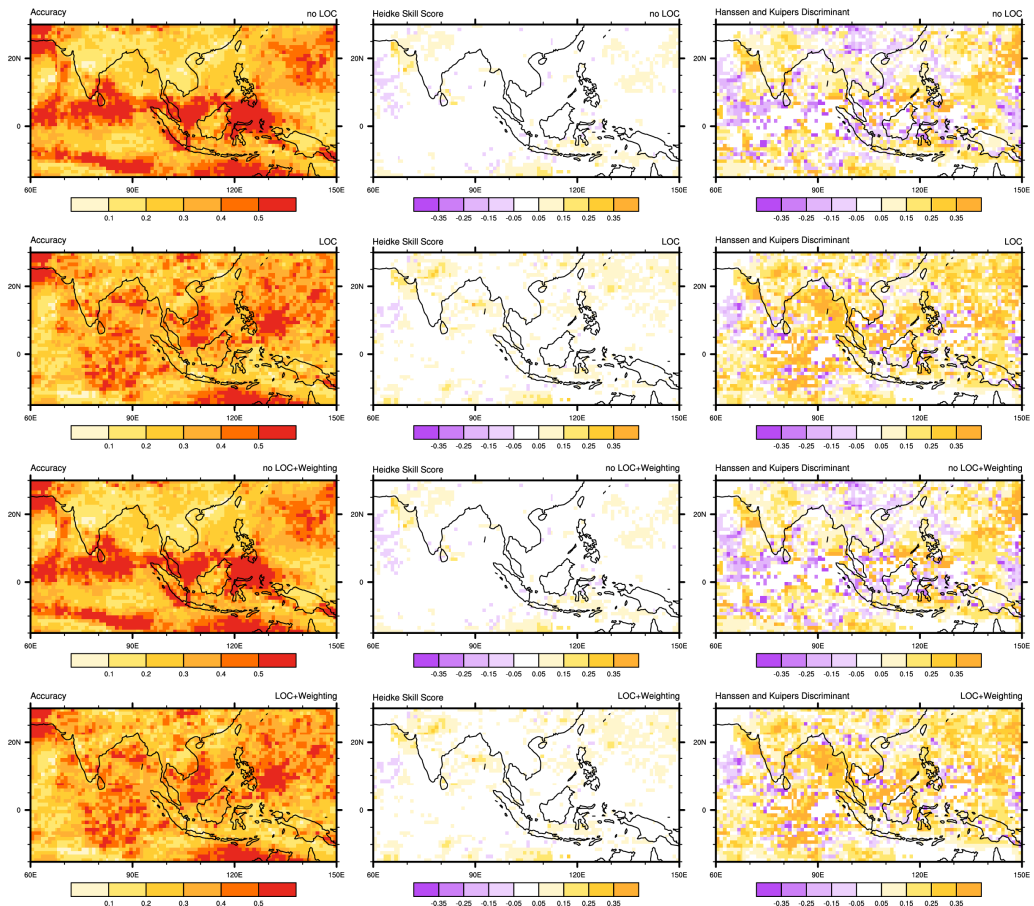 Accuracy no LOC Heidke Skill Score no LOC Hanssen and Kuipers Discriminant no LOC
20N 20N 20N
0 0 0
60E 90E 120E 150E 60E 90E 120E 150E 60E 90E 120E 150E
0.1 0.2 0.3 0.4 0.5 -0.35 -0.25 -0.15 -0.05 0.05 0.15 0.25 0.35 -0.35 -0.25 -0.15 -0.05 0.05 0.15 0.25 0.35
Accuracy LOC Heidke Skill Score LOC Hanssen and Kuipers Discriminant LOC
20N 20N 20N
0 0 0
60E 90E 120E 150E 60E 90E 120E 150E 60E 90E 120E 150E
0.1 0.2 0.3 0.4 0.5 -0.35 -0.25 -0.15 -0.05 0.05 0.15 0.25 0.35 -0.35 -0.25 -0.15 -0.05 0.05 0.15 0.25 0.35
Accuracy no LOC+Weighting Heidke Skill Score no LOC+Weighting Hanssen and Kuipers Discriminant no LOC+Weighting
20N 20N 20N
0 0 0
60E 90E 120E 150E 60E 90E 120E 150E 60E 90E 120E 150E
0.1 0.2 0.3 0.4 0.5 -0.35 -0.25 -0.15 -0.05 0.05 0.15 0.25 0.35 -0.35 -0.25 -0.15 -0.05 0.05 0.15 0.25 0.35
Accuracy LOC+Weighting Heidke Skill Score LOC+Weighting Hanssen and Kuipers Discriminant LOC+Weighting
20N 20N 20N
0 0 0
60E 90E 120E 150E 60E 90E 120E 150E 60E 90E 120E 150E
0.1 0.2 0.3 0.4 0.5 -0.35 -0.25 -0.15 -0.05 0.05 0.15 0.25 0.35 -0.35 -0.25 -0.15 -0.05 0.05 0.15 0.25 0.35